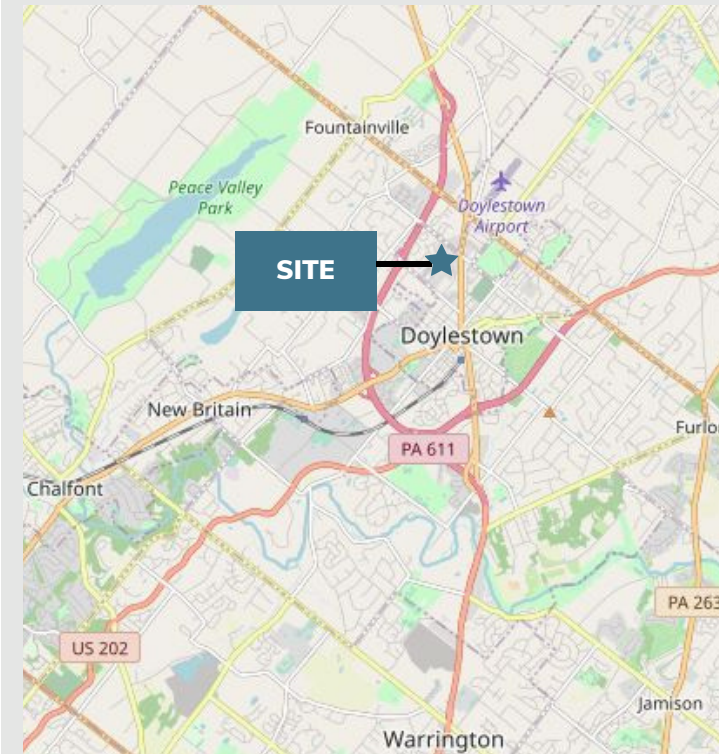 Fountainville
Peace Valley
Park
Doylestown
Airport
SITE
Doylestown
New Britain
PA 611
Furlo
Chalfont
PA 263
US 202
Jamison
Warrington